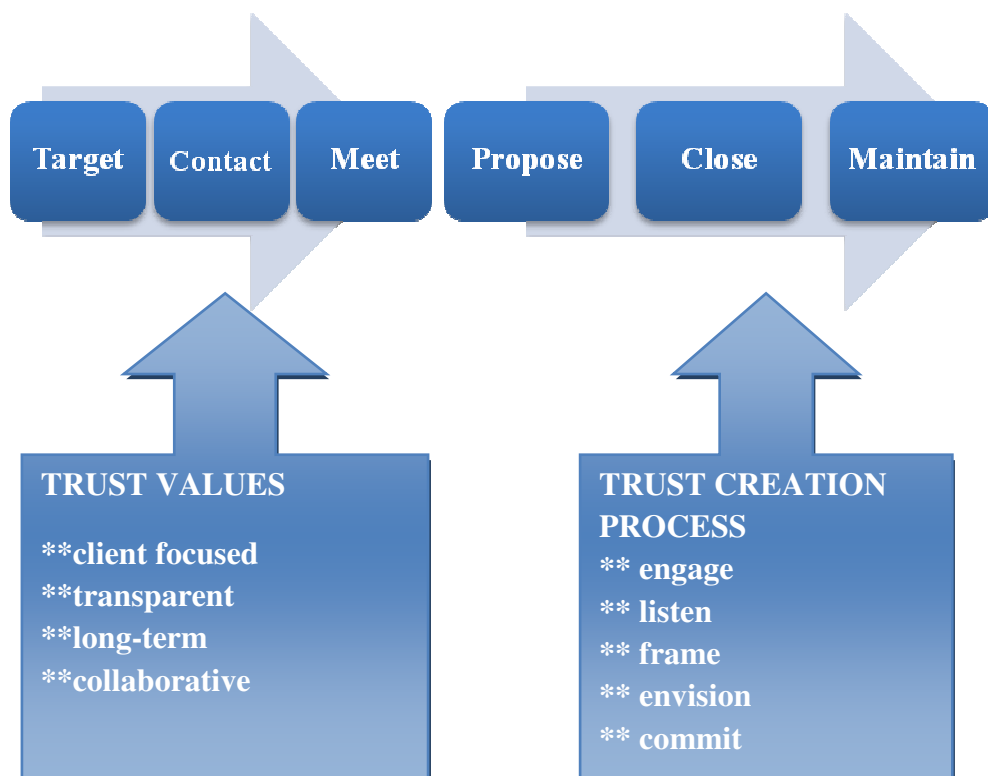 Target Contact Meet Propose Close Maintain
TRUST VALUES
**client focused
**transparent
**long-term
**collaborative
TRUST CREATION
PROCESS
** engage
** listen
** frame
** envision
** commit